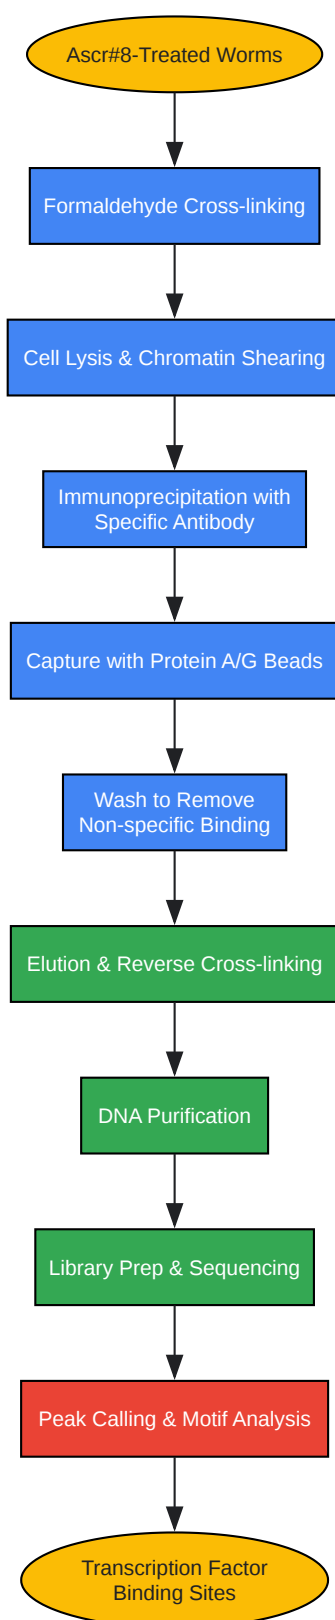 Ascr#8-Treated Worms
Formaldehyde Cross-linking
Cell Lysis & Chromatin Shearing
Immunoprecipitation with
Specific Antibody
Capture with Protein A/G Beads
Wash to Remove
Non-specific Binding
Elution & Reverse Cross-linking
DNA Purification
Library Prep & Sequencing
Peak Calling & Motif Analysis
Transcription Factor
Binding Sites